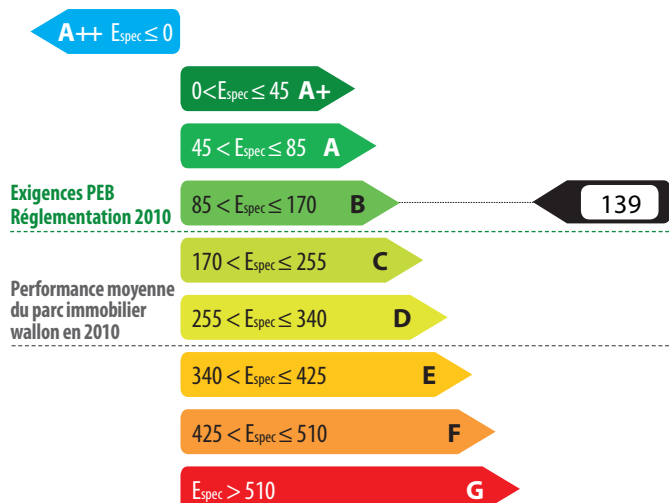 A++ Espec ≤ 0
0<Espec ≤ 45 A+
45 < Espec ≤ 85 A
Exigences PEB
Réglementation 2010
85 < Espec ≤ 170 B
139
170 < Espec ≤ 255 C
Performance moyenne
du parc immobilier
wallon en 2010
255 < Espec ≤ 340 D
340 < Espec ≤ 425 E
425 < Espec ≤ 510 F
Espec > 510 G